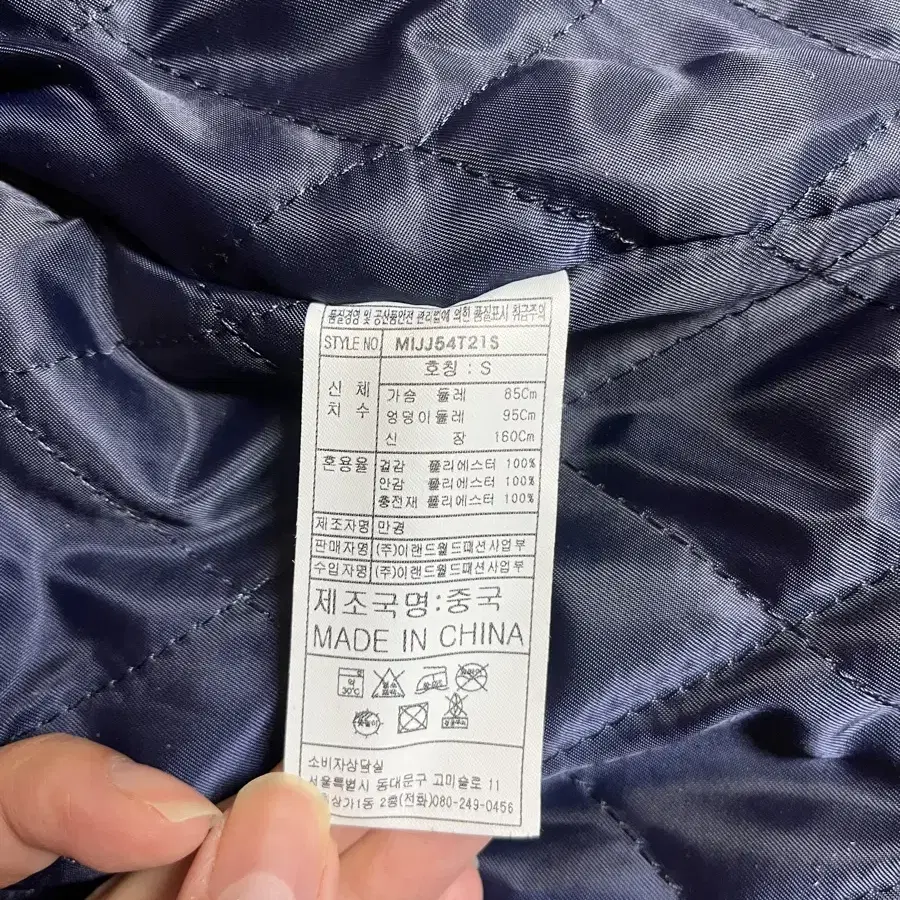 품질경영 및 공산품안전 관리법에 의한 품질표시 취급주의
STYLE NO MIJJ54T21S
호칭 : S
신 체 치 수
가슴 둘레 85Cm
엉덩이둘레 95Cm
신 장 160Cm
혼용율 겉감 폴리에스터 100%
안감 폴리에스터 100%
충전재 폴리에스터 100%
제조자명 만경
판매자명 (주)이랜드월드패션사업부
수입자명 (주)이랜드월드패션사업부
제조국명:중국
MADE IN CHINA
약 30℃
소비자상담실
서울특별시 동대문구 고미술로 11
상가1동 2층(전화)080-249-0456